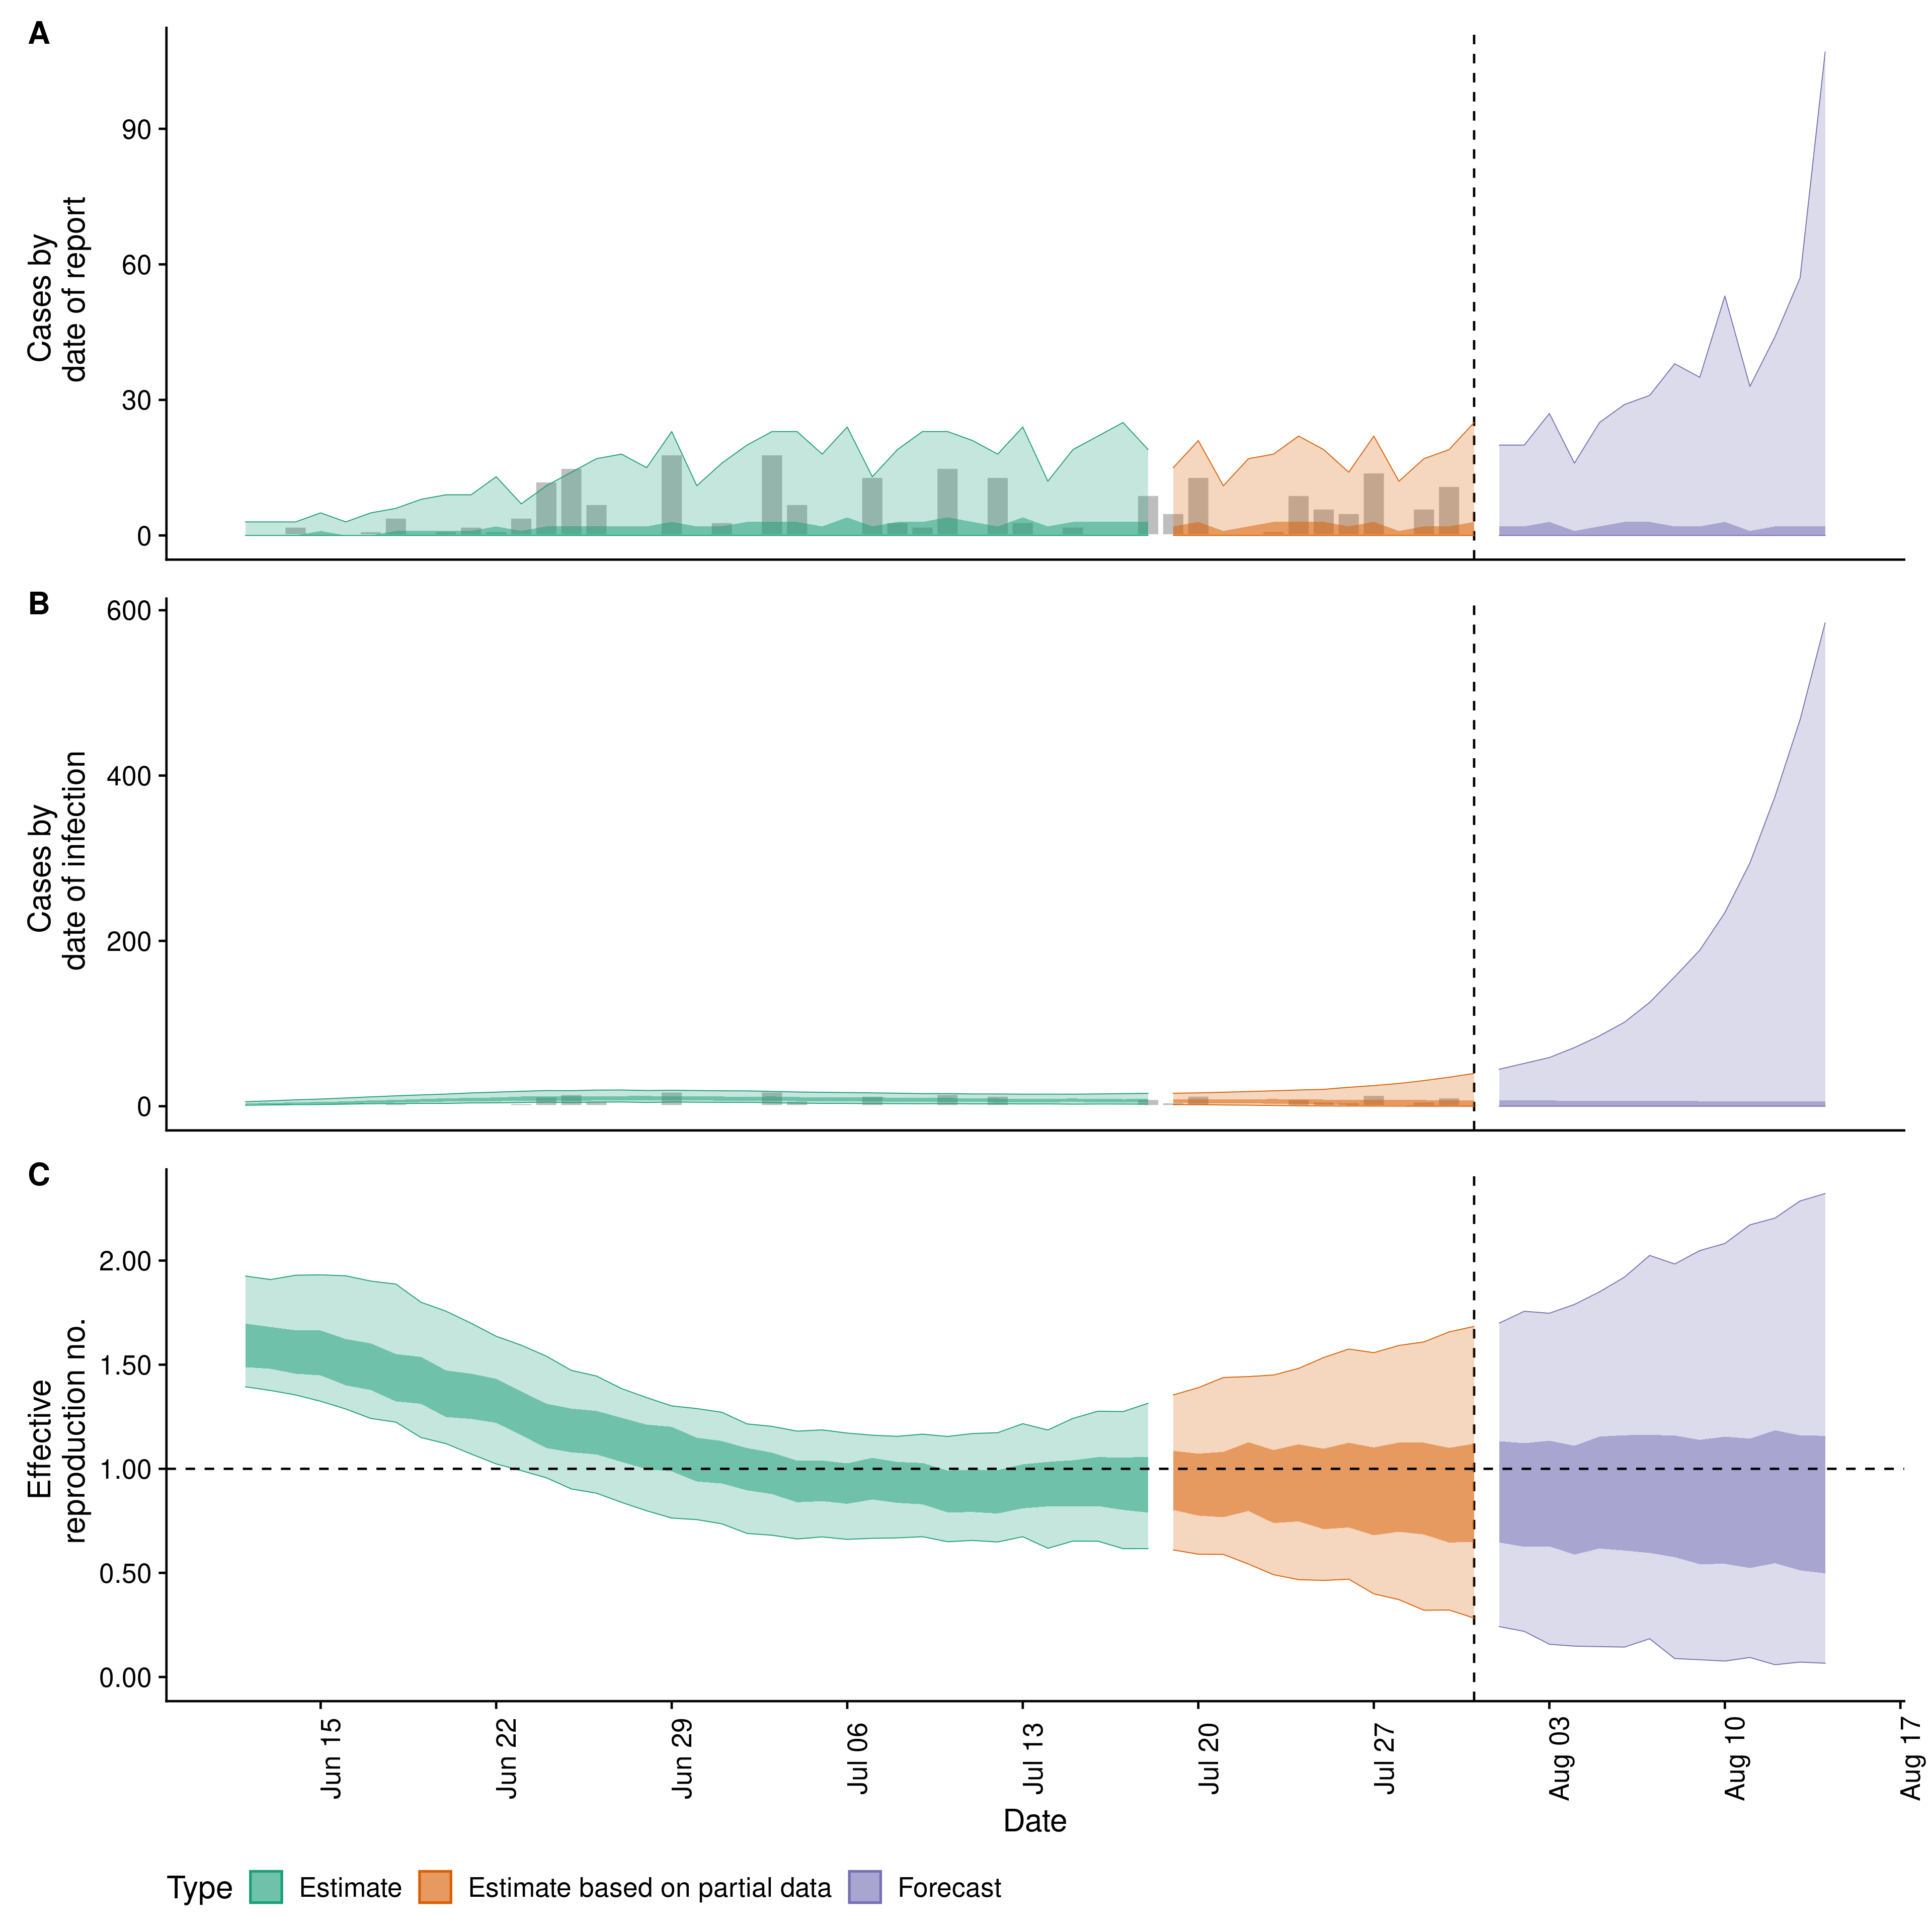 A
Cases by
date of report
90
60
30
0
B
Cases by
date of infection
600
400
200
0
C
Effective
reproduction no.
2.00
1.50
1.00
0.50
0.00
Jun 15
Jun 22
Jun 29
Jul 06
Jul 13
Jul 20
Jul 27
Aug 03
Aug 10
Aug 17
Date
Type Estimate Estimate based on partial data Forecast